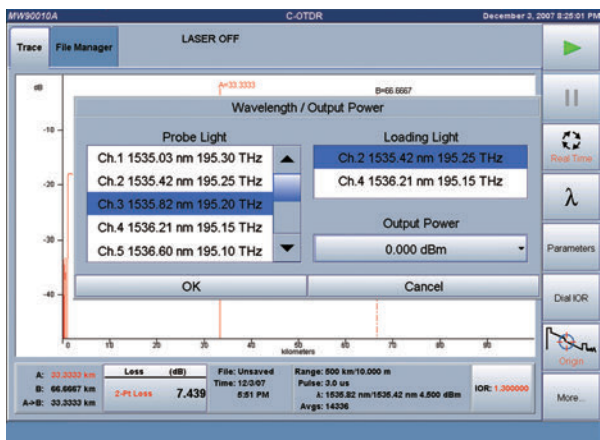 MW90010A C-OTDR December 3, 2007 8:25:01 PM
Trace File Manager LASER OFF
dB A=33.3333 B=66.6667
Wavelength / Output Power
Probe Light Loading Light
Ch.1 1535.03 nm 195.30 THz Ch.2 1535.42 nm 195.25 THz
Ch.2 1535.42 nm 195.25 THz Ch.4 1536.21 nm 195.15 THz
Ch.3 1535.82 nm 195.20 THz
Ch.4 1536.21 nm 195.15 THz Output Power
Ch.5 1536.60 nm 195.10 THz 0.000 dBm
OK Cancel
-10
-20
-30
-40
0 10 20 30 40 50 60 70 80 90
kilometers
Real Time
λ
Parameters
Dial IOR
Origin
More...
A: 33.3333 km
B: 66.6667 km
A->B: 33.3333 km
Loss (dB)
2-Pt Loss 7.439
File: Unsaved
Time: 12/3/07
5:51 PM
Range: 500 km/10.000 m
Pulse: 3.0 us
λ: 1535.82 nm/1535.42 nm 4.500 dBm
Avgs: 14336
IOR: 1.500000